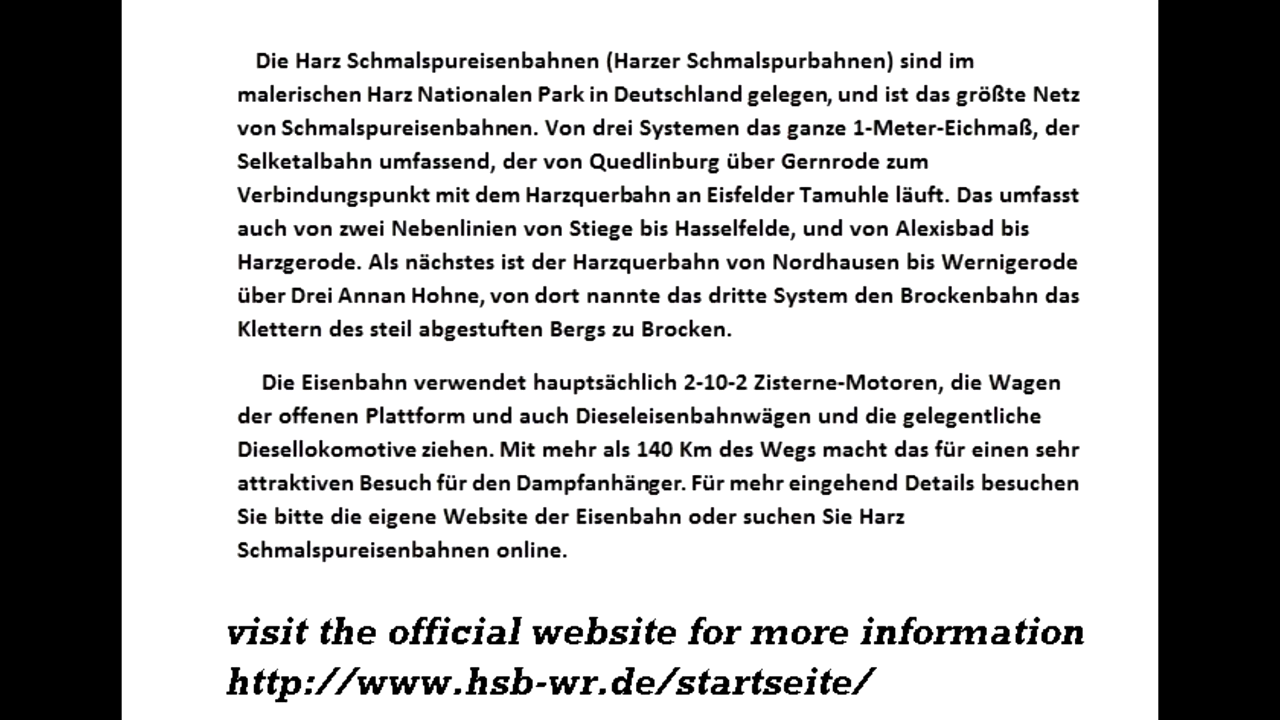 Die Harz Schmalspureisenbahnen (Harzer Schmalspurbahnen) sind im
malerischen Harz Nationalen Park in Deutschland gelegen, und ist das größte Netz
von Schmalspureisenbahnen. Von drei Systemen das ganze 1-Meter-Eichmaß, der
Selketalbahn umfassend, der von Quedlinburg über Gernrode zum
Verbindungspunkt mit dem Harzquerbahn an Eisfelder Tamuhle läuft. Das umfasst
auch von zwei Nebenlinien von Stiege bis Hasselfelde, und von Alexisbad bis
Harzgerode. Als nächstes ist der Harzquerbahn von Nordhausen bis Wernigerode
über Drei Annan Hohne, von dort nannte das dritte System den Brockenbahn das
Klettern des steil abgestuften Bergs zu Brocken.
Die Eisenbahn verwendet hauptsächlich 2-10-2 Zisterne-Motoren, die Wagen
der offenen Plattform und auch Dieseleisenbahnwägen und die gelegentliche
Diesellokomotive ziehen. Mit mehr als 140 Km des Wegs macht das für einen sehr
attraktiven Besuch für den Dampfanhänger. Für mehr eingehend Details besuchen
Sie bitte die eigene Website der Eisenbahn oder suchen Sie Harz
Schmalspureisenbahnen online.
visit the official website for more information
http://www.hsb-wr.de/startseite/